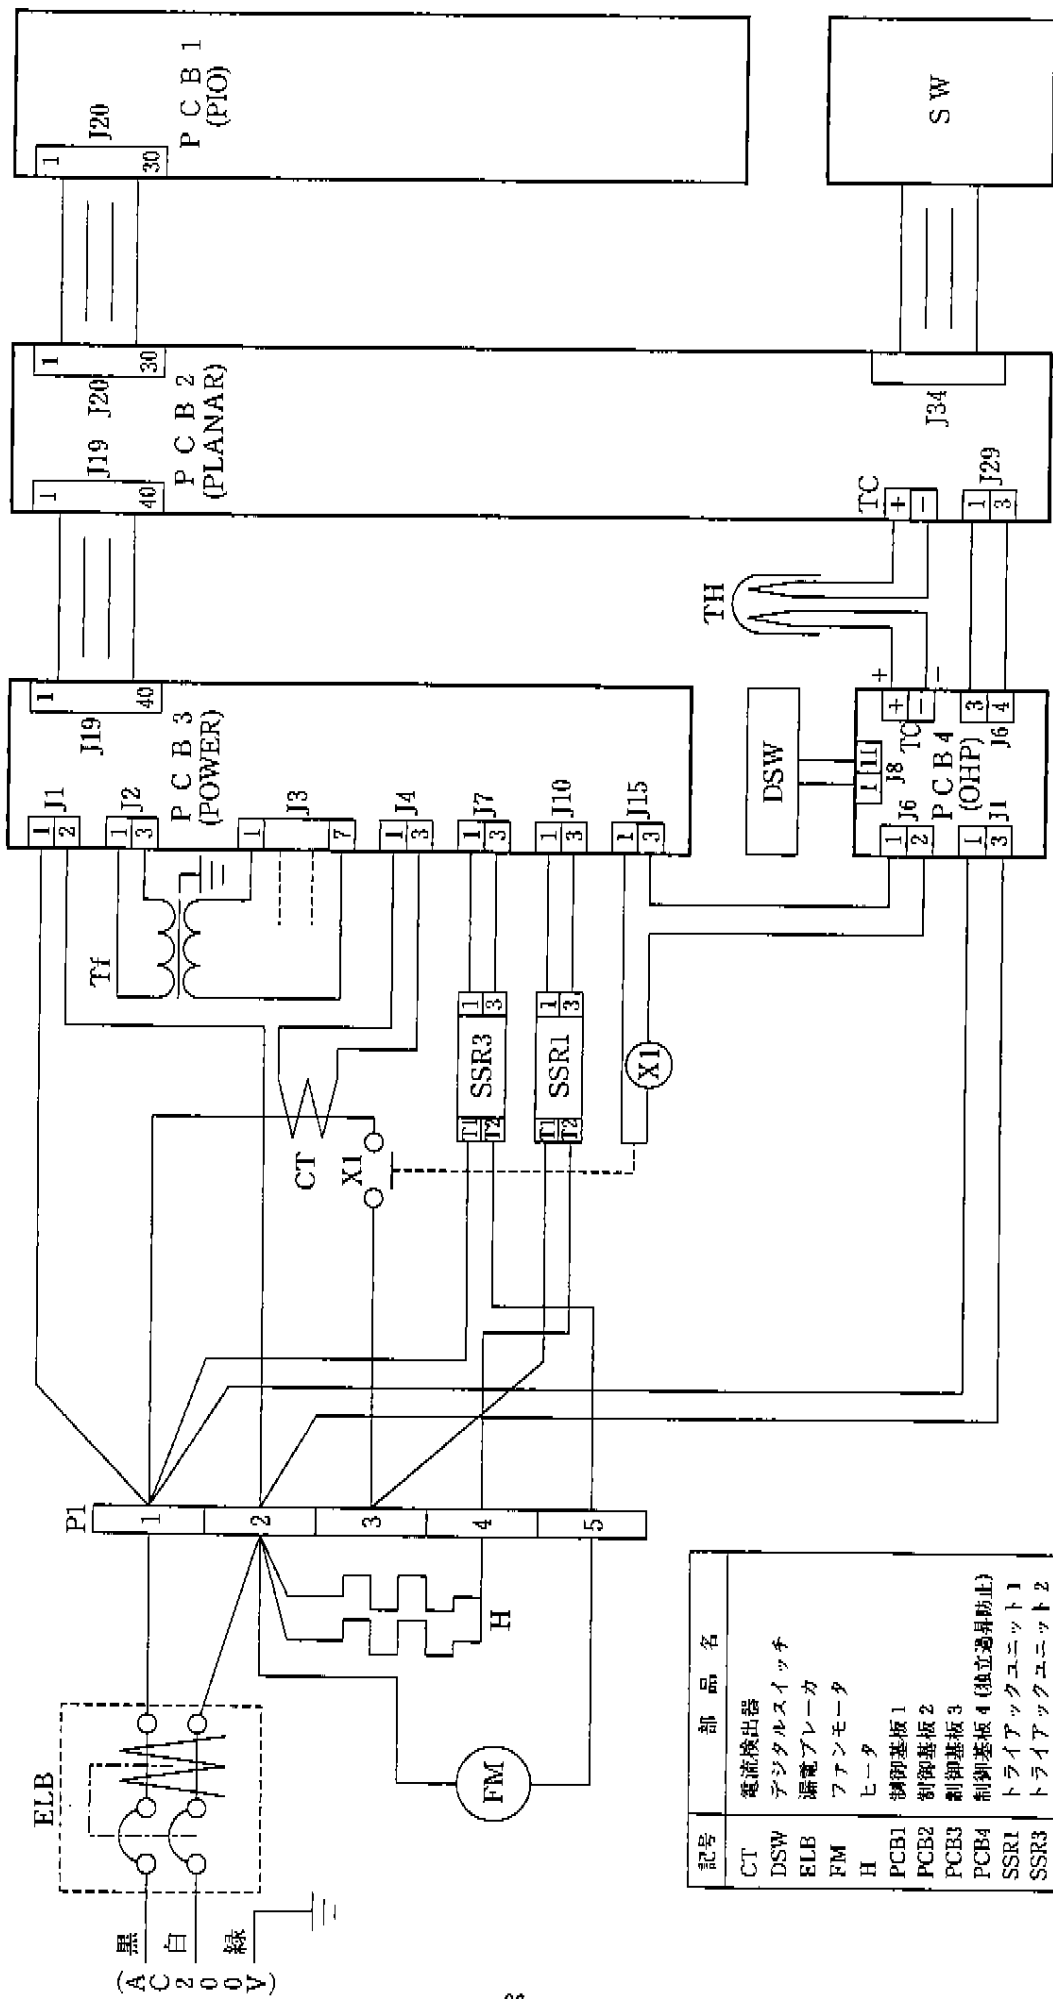 (AC200V)
黒
白
緑
ELB
FM
H
P1
1
2
3
4
5
CT
X1
Tf
SSR3
T1
T2
1
3
SSR1
T1
T2
1
3
X1
PCB3
(POWER)
J1
1
2
J2
1
3
J3
1
7
J4
1
3
J7
1
3
J10
1
3
J15
1
3
J19
1
40
DSW
PCB4
(OHP)
J8
1
11
J6
1
2
J1
1
3
TC
+
−
+
−
J6
3
4
TH
PCB2
(PLANAR)
J19
1
40
J20
1
30
TC
+
−
J29
1
3
J34
PCB1
(PIO)
J20
1
30
SW
記号 部品名
CT 電流検出器
DSW デジタルスイッチ
ELB 漏電ブレーカ
FM ファンモータ
H ヒータ
PCB1 制御基板1
PCB2 制御基板2
PCB3 制御基板3
PCB4 制御基板4(独立過昇防止)
SSR1 トライアックユニット1
SSR3 トライアックユニット2